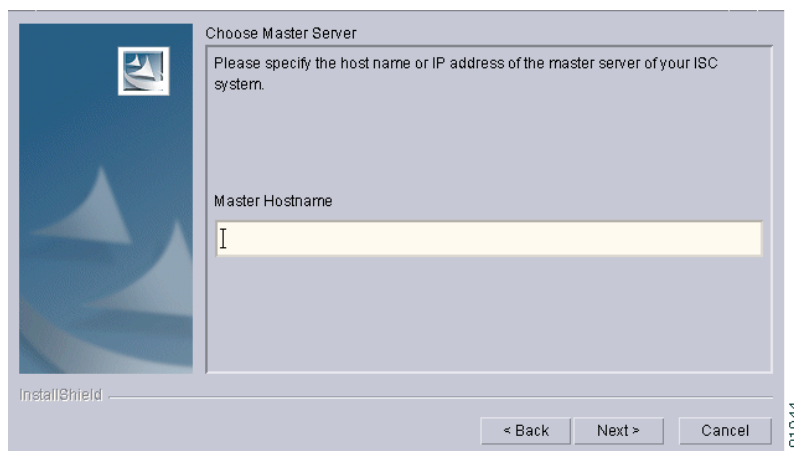 Choose Master Server
Please specify the host name or IP address of the master server of your ISC
system.
Master Hostname
InstallShield
< Back
Next >
Cancel